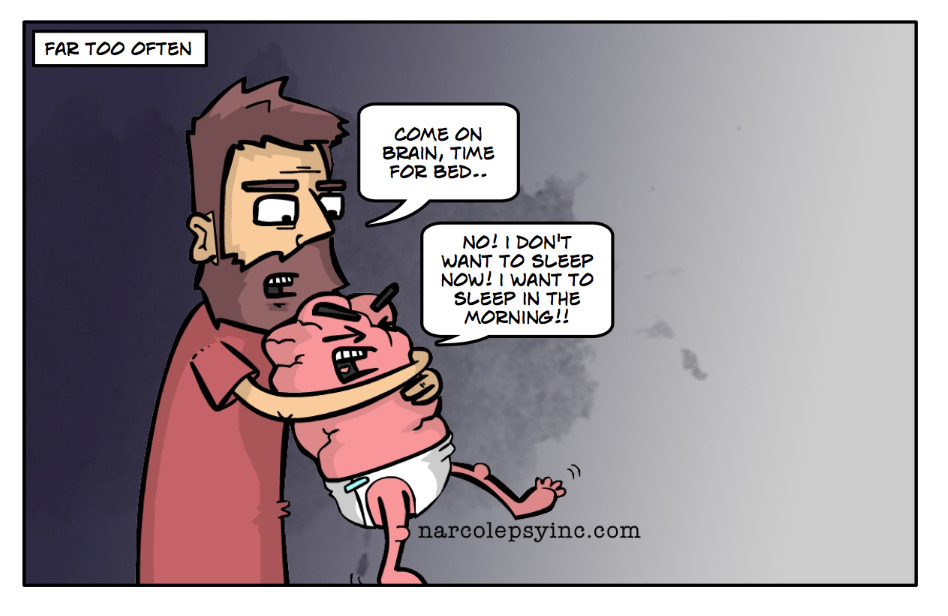 FAR TOO OFTEN
COME ON
BRAIN, TIME
FOR BED..
NO! I DON'T
WANT TO SLEEP
NOW! I WANT TO
SLEEP IN THE
MORNING!!
narcolepsyinc.com